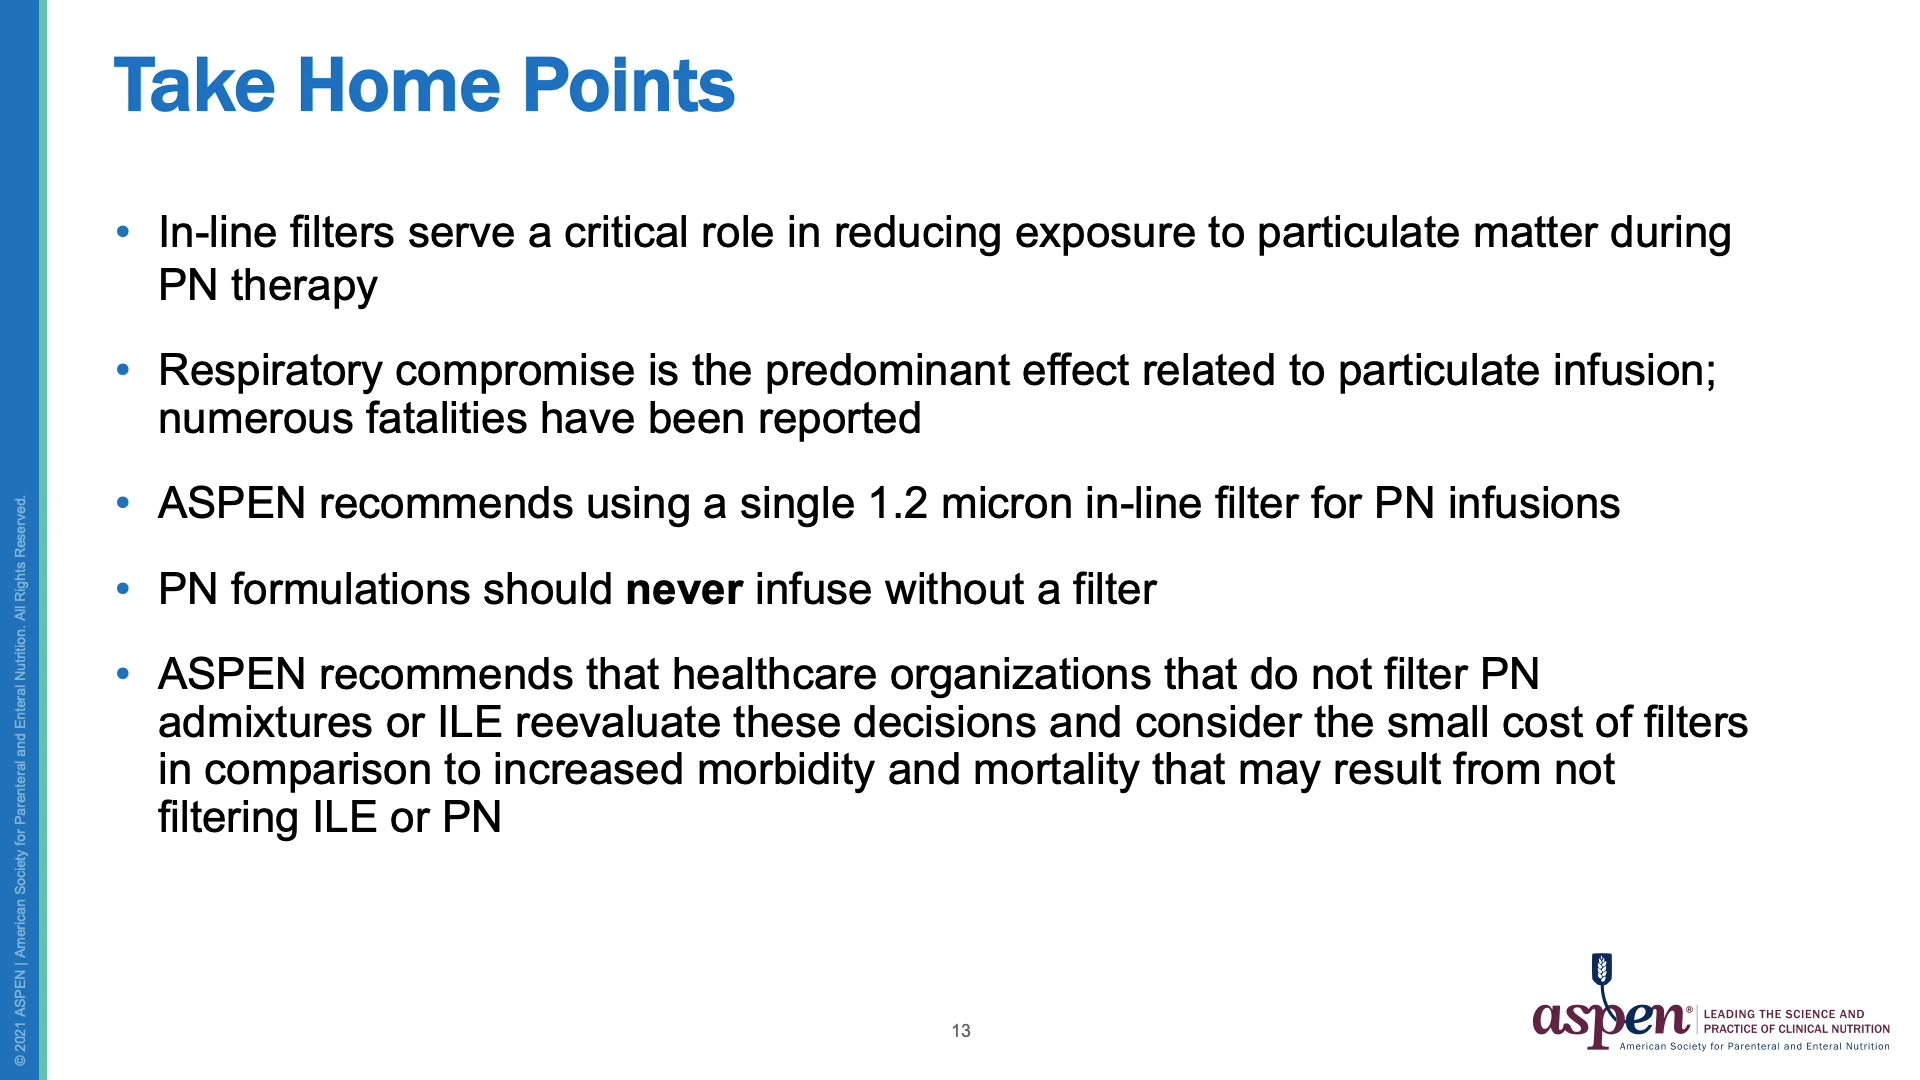 Take Home Points
• In-line filters serve a critical role in reducing exposure to particulate matter during
PN therapy
• Respiratory compromise is the predominant effect related to particulate infusion;
numerous fatalities have been reported
• ASPEN recommends using a single 1.2 micron in-line filter for PN infusions
• PN formulations should never infuse without a filter
• ASPEN recommends that healthcare organizations that do not filter PN
admixtures or ILE reevaluate these decisions and consider the small cost of filters
in comparison to increased morbidity and mortality that may result from not
filtering ILE or PN
© 2021 ASPEN | American Society for Parenteral and Enteral Nutrition. All Rights Reserved.
13
aspen®
LEADING THE SCIENCE AND
PRACTICE OF CLINICAL NUTRITION
American Society for Parenteral and Enteral Nutrition